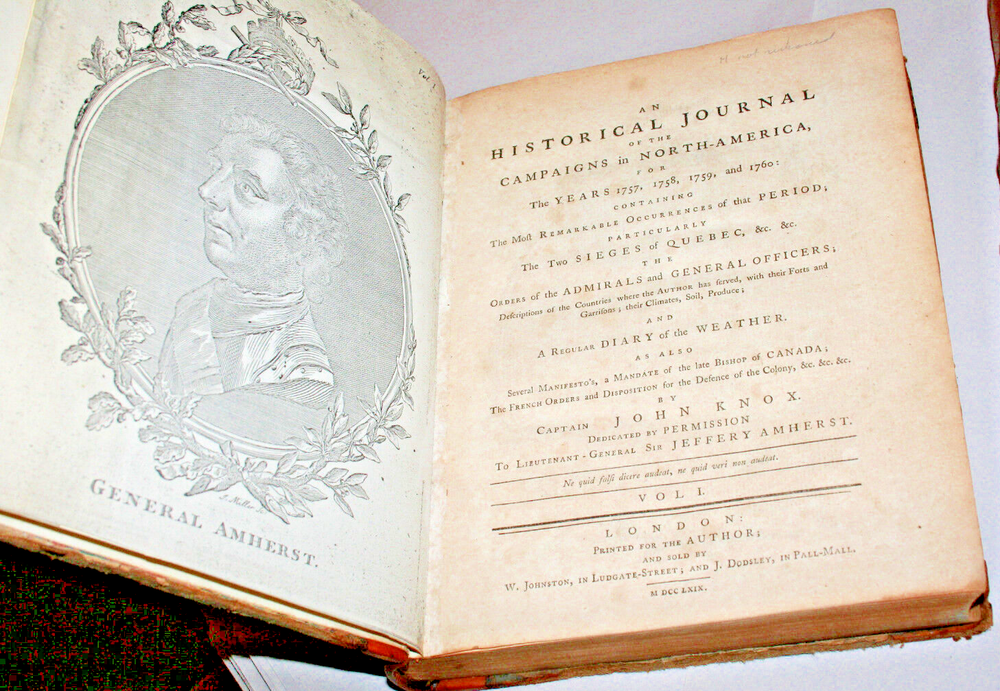 Vol. I
GENERAL AMHERST.
AN
HISTORICAL JOURNAL
OF THE
CAMPAIGNS in NORTH-AMERICA,
FOR
The YEARS 1757, 1758, 1759, and 1760:
CONTAINING
The Moſt REMARKABLE OCCURRENCES of that PERIOD;
PARTICULARLY
The Two SIEGES of QUEBEC, &c. &c.
THE
ORDERS of the ADMIRALS and GENERAL OFFICERS;
Deſcriptions of the Countries where the AUTHOR has ſerved, with their Forts and
Garriſons; their Climates, Soil, Produce;
AND
A REGULAR DIARY of the WEATHER.
AS ALSO
Several MANIFESTO's, a MANDATE of the late BISHOP of CANADA;
The FRENCH ORDERS and DISPOSITION for the Defence of the Colony, &c. &c. &c.
BY
CAPTAIN JOHN KNOX.
DEDICATED BY PERMISSION
To LIEUTENANT-GENERAL SIR JEFFERY AMHERST.
Ne quid falſi dicere audeat, ne quid veri non audeat.
VOL I.
LONDON:
PRINTED FOR THE AUTHOR;
AND SOLD BY
W. JOHNSTON, IN LUDGATE-STREET; AND J. DODSLEY, IN PALL-MALL.
M DCC LXIX.